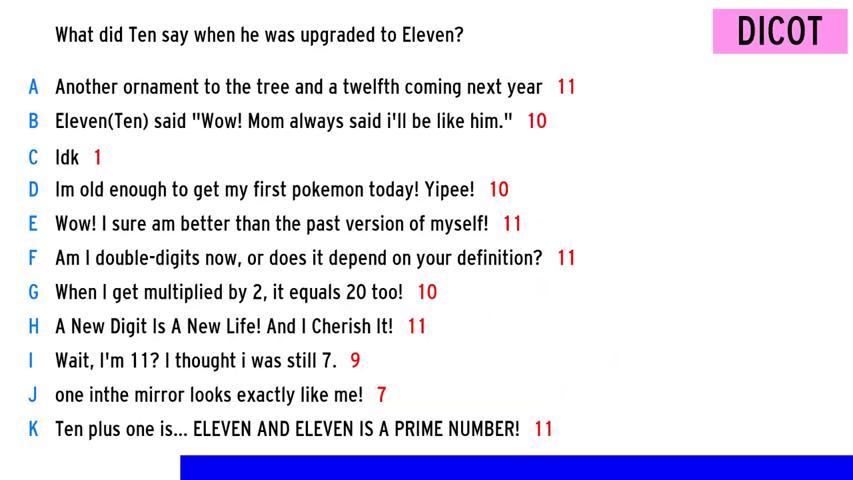 What did Ten say when he was upgraded to Eleven?
DICOT
A Another ornament to the tree and a twelfth coming next year 11
B Eleven(Ten) said "Wow! Mom always said i'll be like him." 10
C Idk 1
D Im old enough to get my first pokemon today! Yipee! 10
E Wow! I sure am better than the past version of myself! 11
F Am I double-digits now, or does it depend on your definition? 11
G When I get multiplied by 2, it equals 20 too! 10
H A New Digit Is A New Life! And I Cherish It! 11
I Wait, I'm 11? I thought i was still 7. 9
J one inthe mirror looks exactly like me! 7
K Ten plus one is... ELEVEN AND ELEVEN IS A PRIME NUMBER! 11